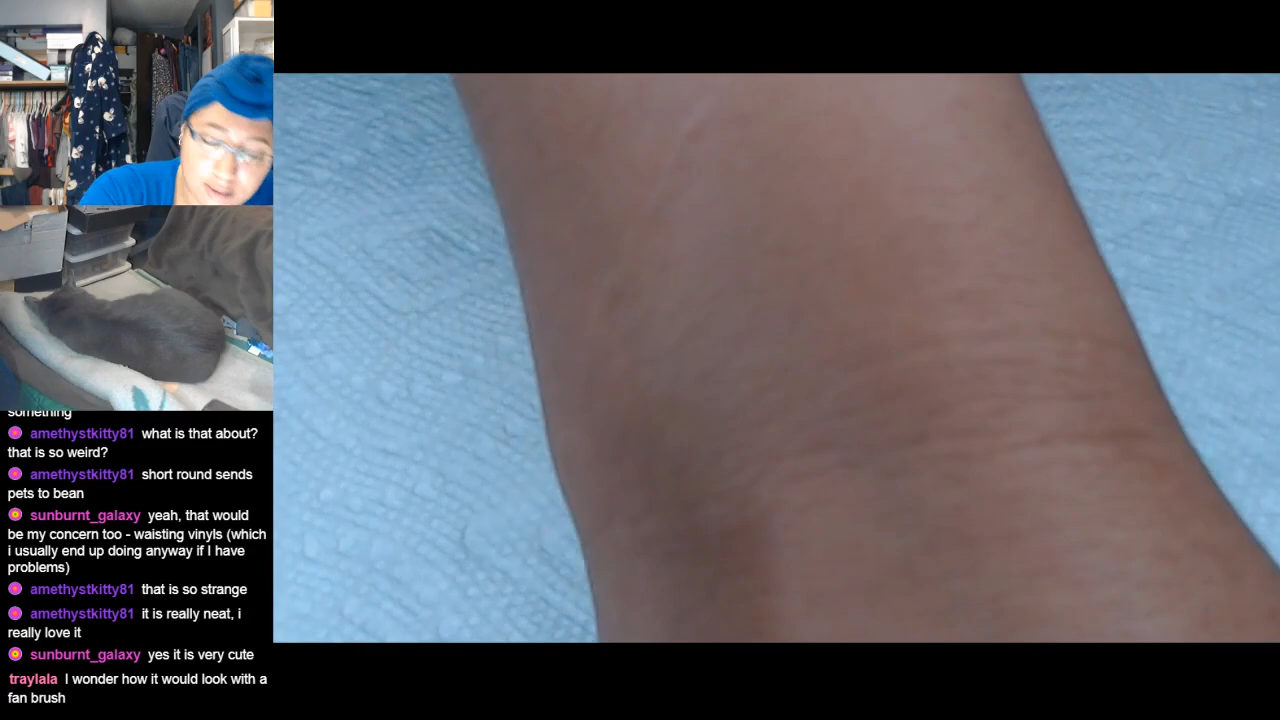 something
amethystkitty81 what is that about?
that is so weird?
amethystkitty81 short round sends
pets to bean
sunburnt_galaxy yeah, that would
be my concern too - waisting vinyls (which
i usually end up doing anyway if I have
problems)
amethystkitty81 that is so strange
amethystkitty81 it is really neat, i
really love it
sunburnt_galaxy yes it is very cute
traylala I wonder how it would look with a
fan brush